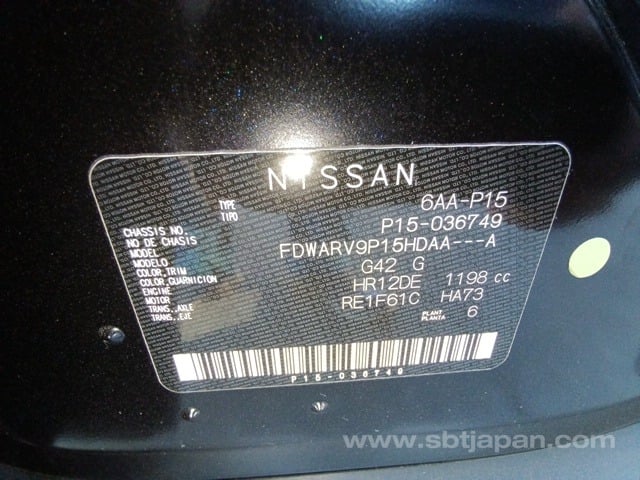 NISSAN
TYPE
TIPO 6AA-P15
CHASSIS NO.
NO DE CHASIS P15-036749
MODEL
MODELO FDWARV9P15HDAA---A
COLOR,TRIM
COLOR,GUARNICION G42 G
ENGINE
MOTOR HR12DE 1198 cc
TRANS.,AXLE
TRANS.,EJE RE1F61C HA73
PLANT
PLANTA 6
P15-036749
www.sbtjapan.com